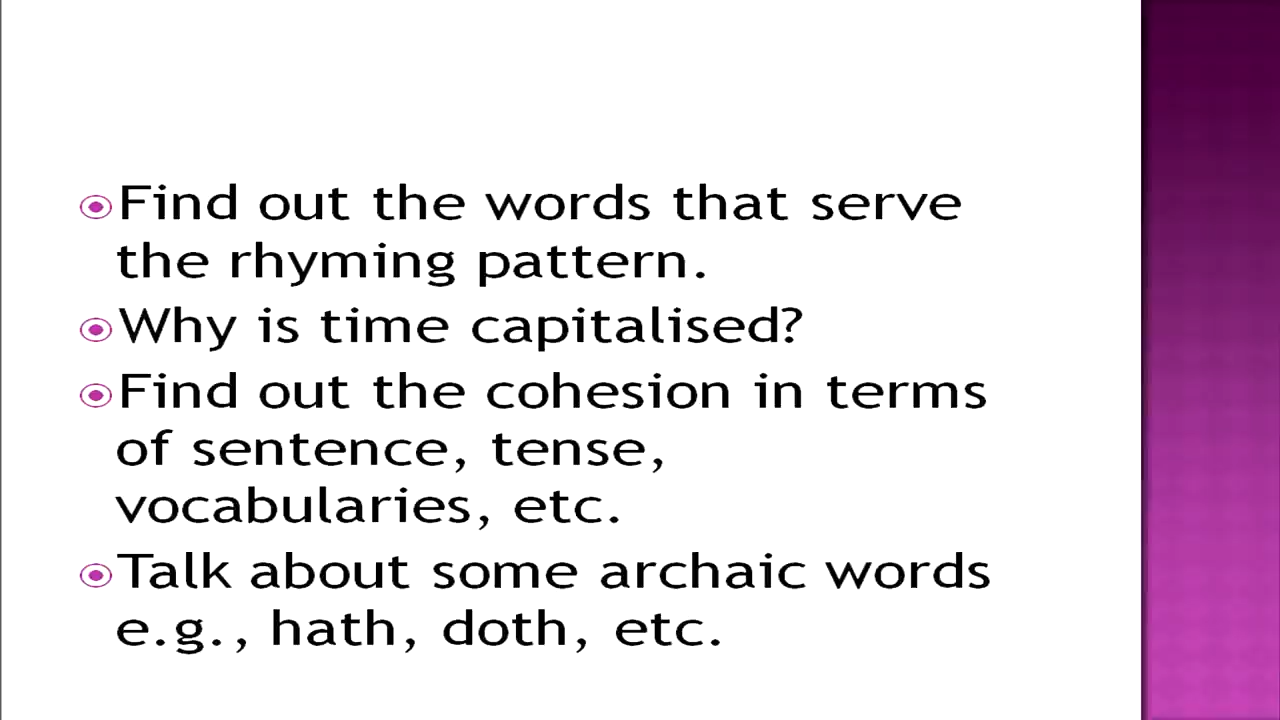 Find out the words that serve
the rhyming pattern.
Why is time capitalised?
Find out the cohesion in terms
of sentence, tense,
vocabularies, etc.
Talk about some archaic words
e.g., hath, doth, etc.